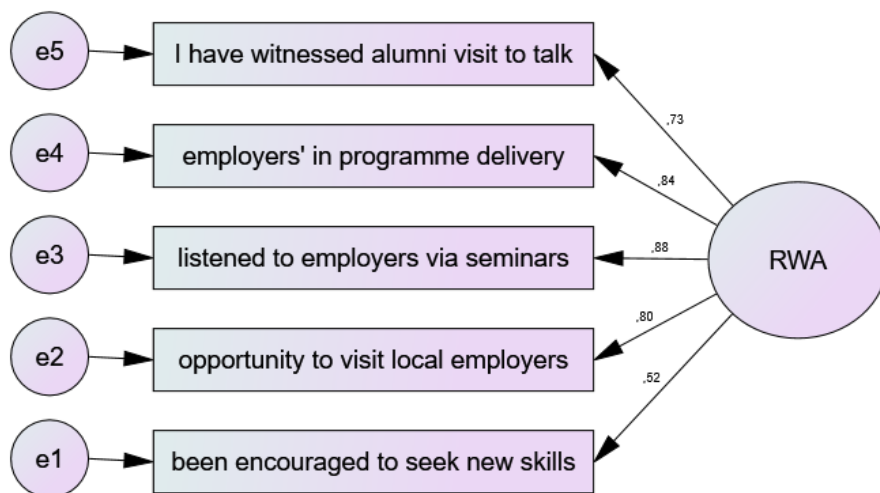 e5
I have witnessed alumni visit to talk
,73
e4
employers' in programme delivery
,84
e3
listened to employers via seminars
,88
RWA
e2
opportunity to visit local employers
,80
e1
been encouraged to seek new skills
,52